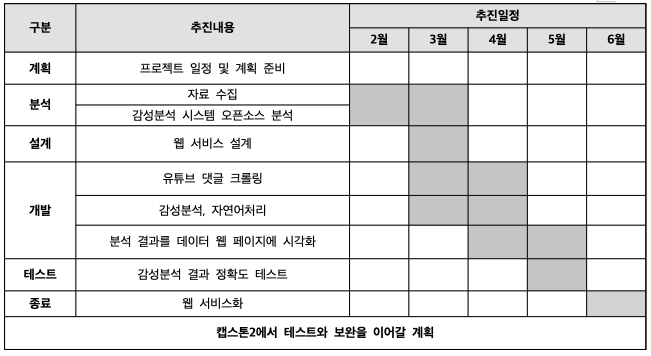 구분 추진내용 추진일정
2월 3월 4월 5월 6월
계획 프로젝트 일정 및 계획 준비
분석 자료 수집
감성분석 시스템 오픈소스 분석
설계 웹 서비스 설계
개발 유튜브 댓글 크롤링
감성분석, 자연어처리
분석 결과를 데이터 웹 페이지에 시각화
테스트 감성분석 결과 정확도 테스트
종료 웹 서비스화
캡스톤2에서 테스트와 보완을 이어갈 계획